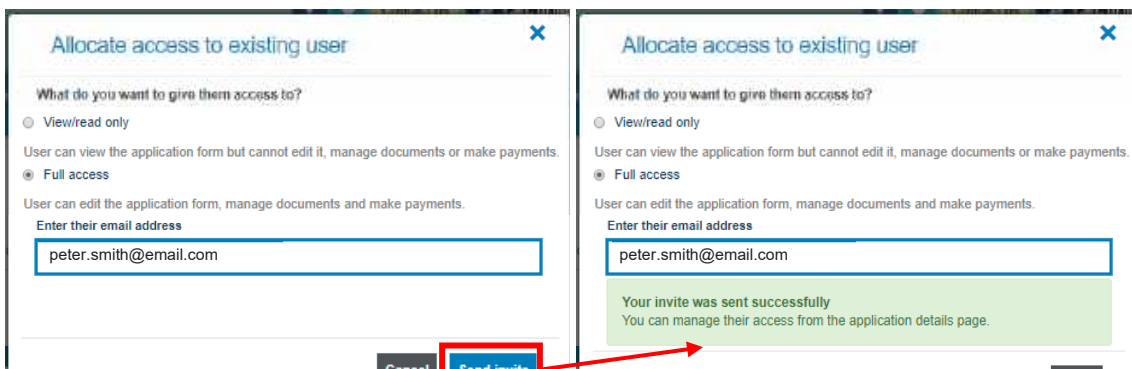 Allocate access to existing user
What do you want to give them access to?
View/read only
User can view the application form but cannot edit it, manage documents or make payments.
Full access
User can edit the application form, manage documents and make payments.
Enter their email address
peter.smith@email.com
Cancel
Send invite
Allocate access to existing user
What do you want to give them access to?
View/read only
User can view the application form but cannot edit it, manage documents or make payments.
Full access
User can edit the application form, manage documents and make payments.
Enter their email address
peter.smith@email.com
Your invite was sent successfully
You can manage their access from the application details page.